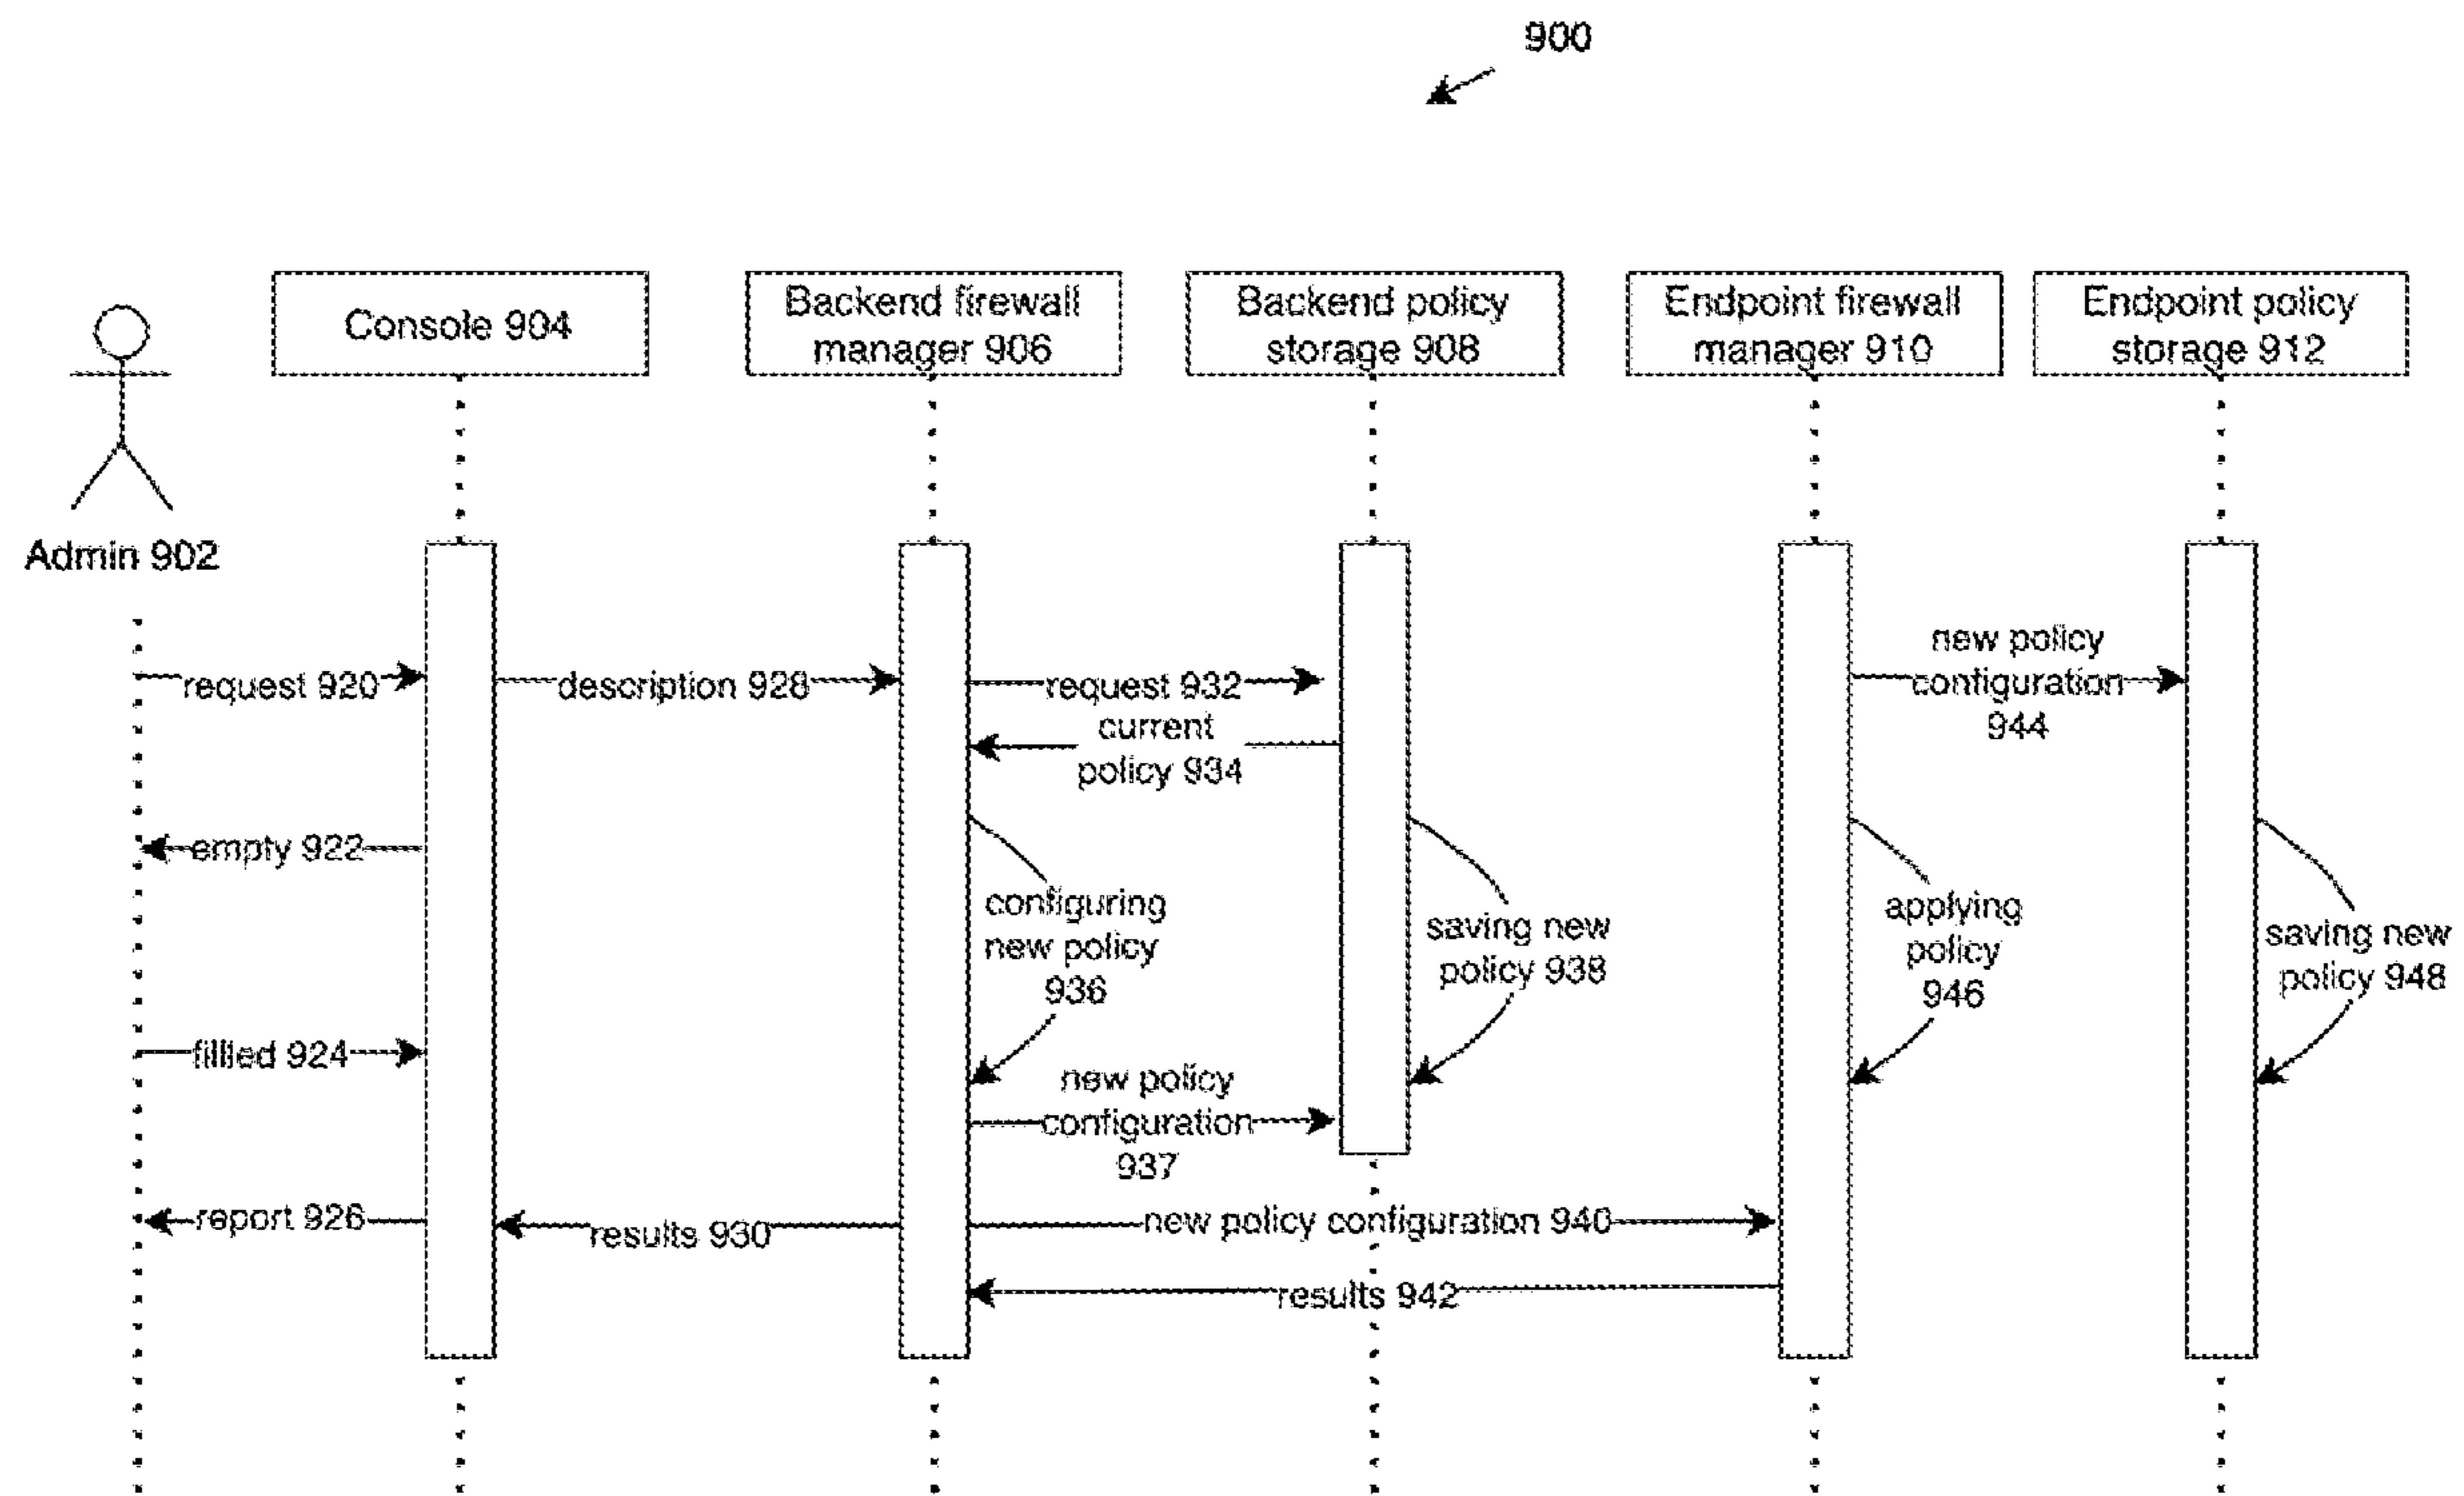 900
Console 904
Backend firewall
manager 906
Backend policy
storage 908
Endpoint firewall
manager 910
Endpoint policy
storage 912
Admin 902
request 920
description 928
request 932
current
policy 934
new policy
configuration
944
empty 922
configuring
new policy
936
saving new
policy 938
applying
policy
946
saving new
policy 948
fillled 924
new policy
configuration
937
report 926
results 930
new policy configuration 940
results 942